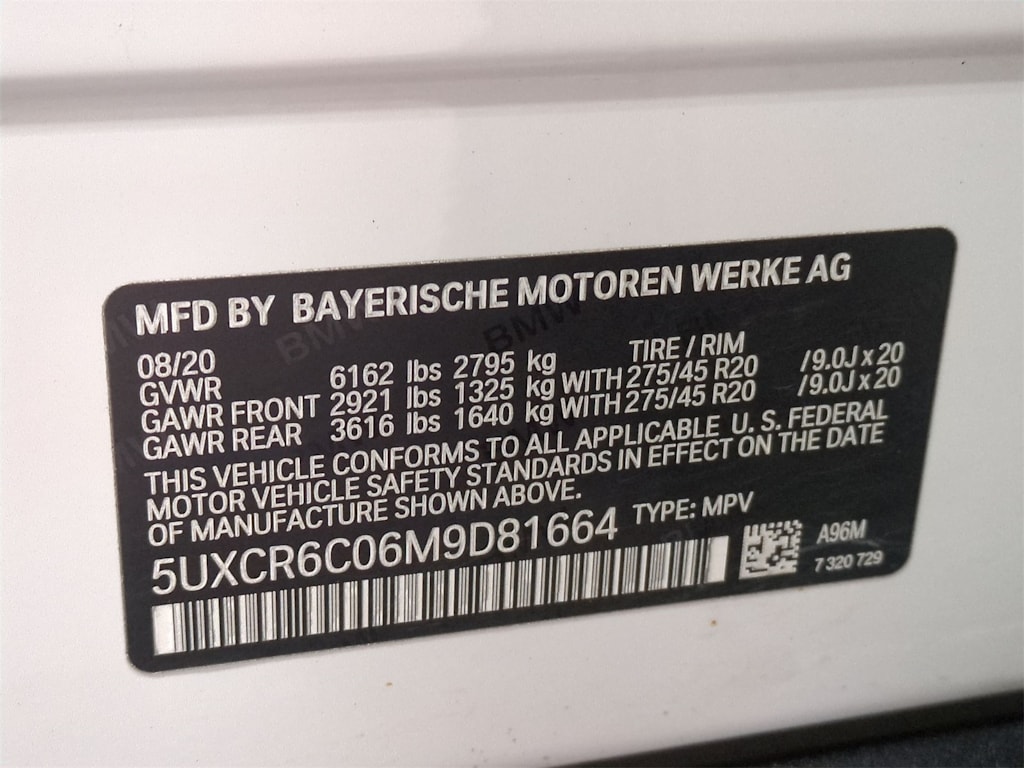 MFD BY BAYERISCHE MOTOREN WERKE AG
08/20 TIRE / RIM
GVWR 6162 lbs 2795 kg
GAWR FRONT 2921 lbs 1325 kg WITH 275/45 R20 /9.0J x 20
GAWR REAR 3616 lbs 1640 kg WITH 275/45 R20 /9.0J x 20
THIS VEHICLE CONFORMS TO ALL APPLICABLE U. S. FEDERAL
MOTOR VEHICLE SAFETY STANDARDS IN EFFECT ON THE DATE
OF MANUFACTURE SHOWN ABOVE.
5UXCR6C06M9D81664 TYPE: MPV
A96M
7 320 729